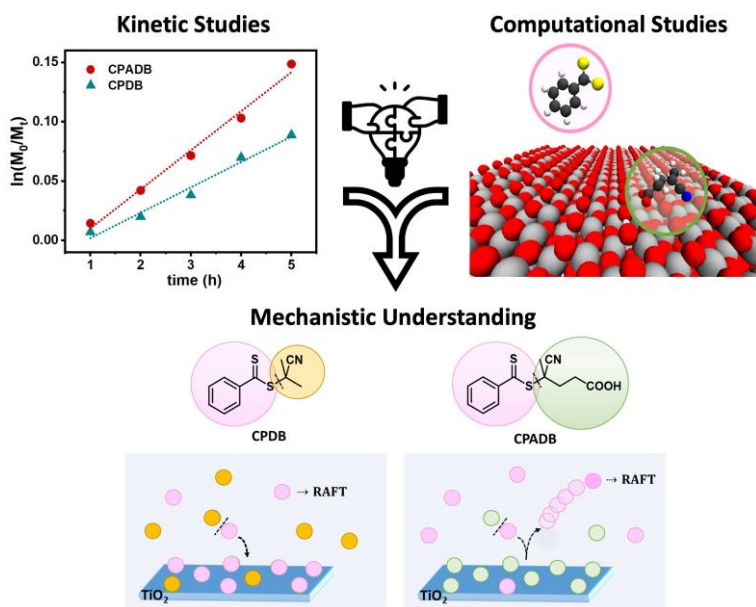 Kinetic Studies
Computational Studies
0.15
0.10
0.05
0.00
ln(M₀/Mₜ)
CPADB
CPDB
1 2 3 4 5
time (h)
Mechanistic Understanding
S
S
CN
CPDB
S
S
CN
COOH
CPADB
⇢ RAFT
TiO₂
⇢ RAFT
TiO₂